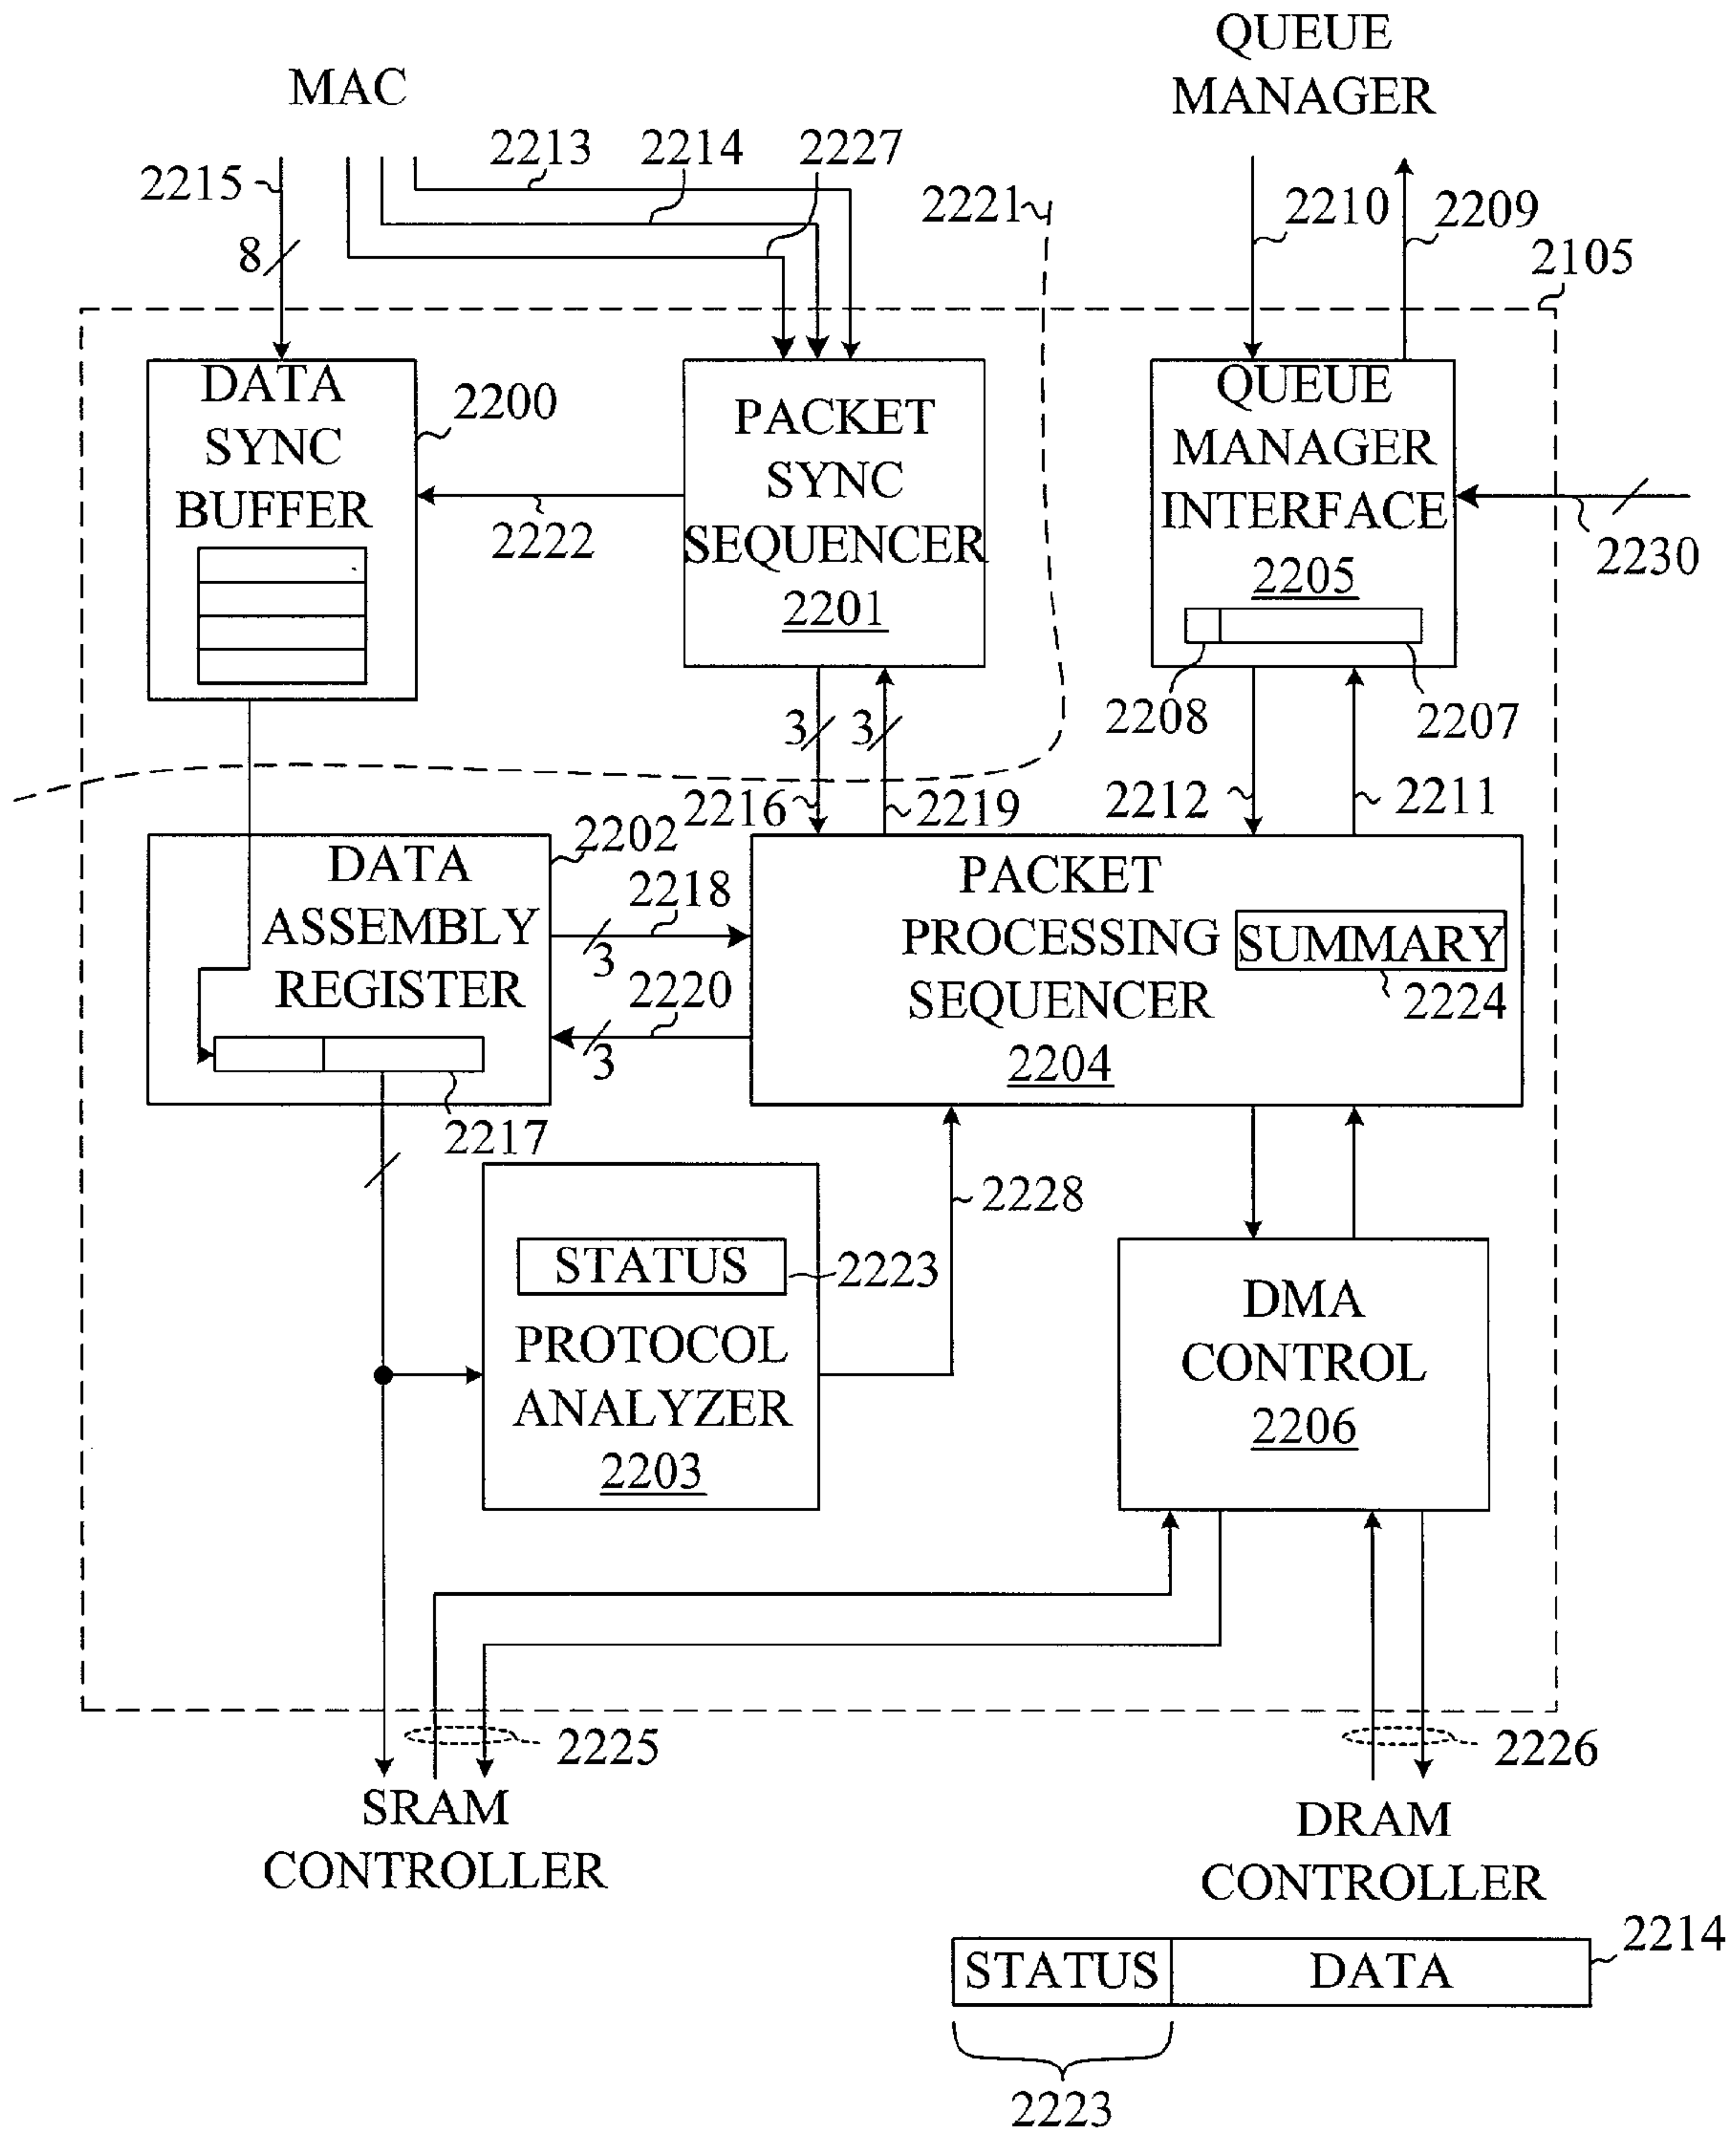 QUEUE
MANAGER
MAC
2213
2214
2227
2215
2221
2210
2209
8
2105
DATA
SYNC
BUFFER
2200
PACKET
SYNC
SEQUENCER
2201
2222
QUEUE
MANAGER
INTERFACE
2205
2230
2208
2207
3
3
2216
2219
2212
2211
2202
DATA
ASSEMBLY
REGISTER
2218
3
2220
3
2217
PACKET
PROCESSING
SEQUENCER
2204
SUMMARY
2224
STATUS
2223
PROTOCOL
ANALYZER
2203
2228
DMA
CONTROL
2206
2225
2226
SRAM
CONTROLLER
DRAM
CONTROLLER
STATUS
DATA
2214
2223